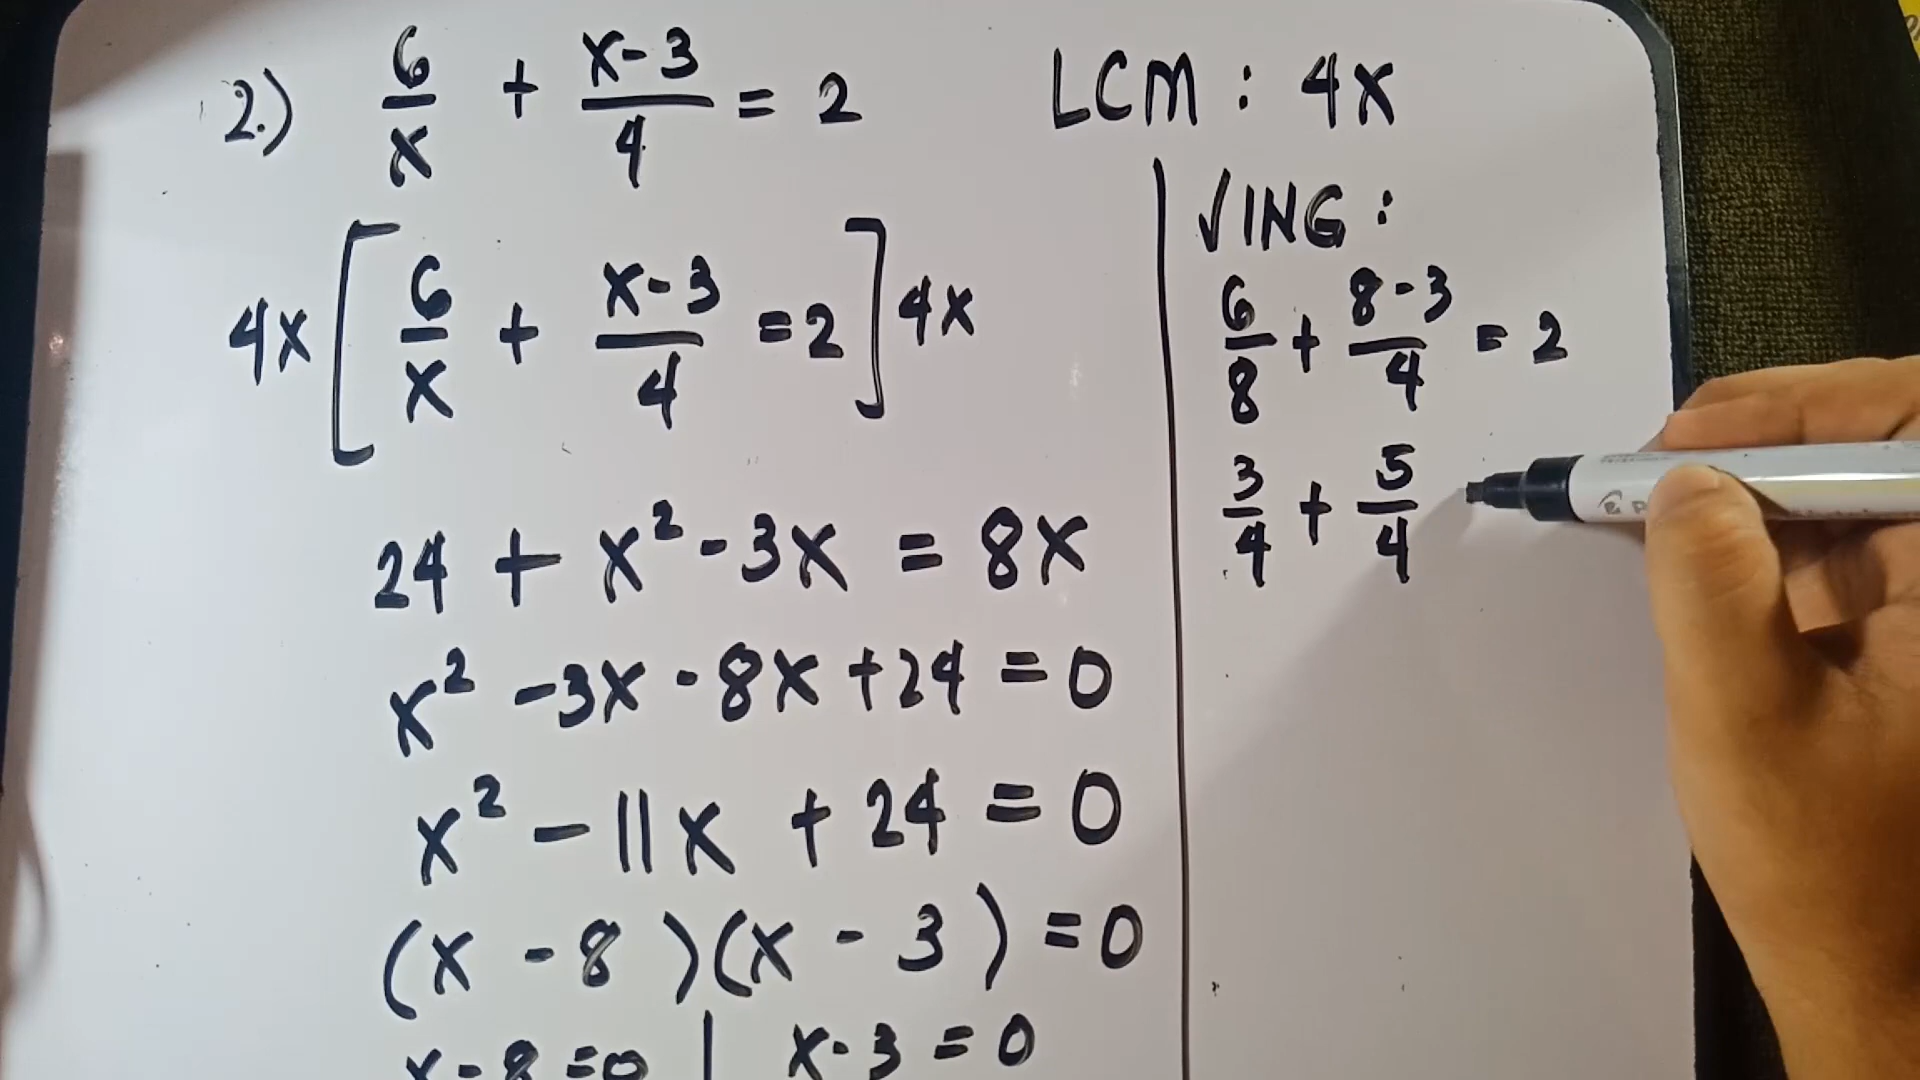 2.) 6/x + (x-3)/4 = 2
LCM : 4x
4x [ 6/x + (x-3)/4 = 2 ] 4x
24 + x² - 3x = 8x
x² - 3x - 8x + 24 = 0
x² - 11x + 24 = 0
(x - 8)(x - 3) = 0
x - 8 = 0 | x - 3 = 0
√ING :
6/8 + (8-3)/4 = 2
3/4 + 5/4